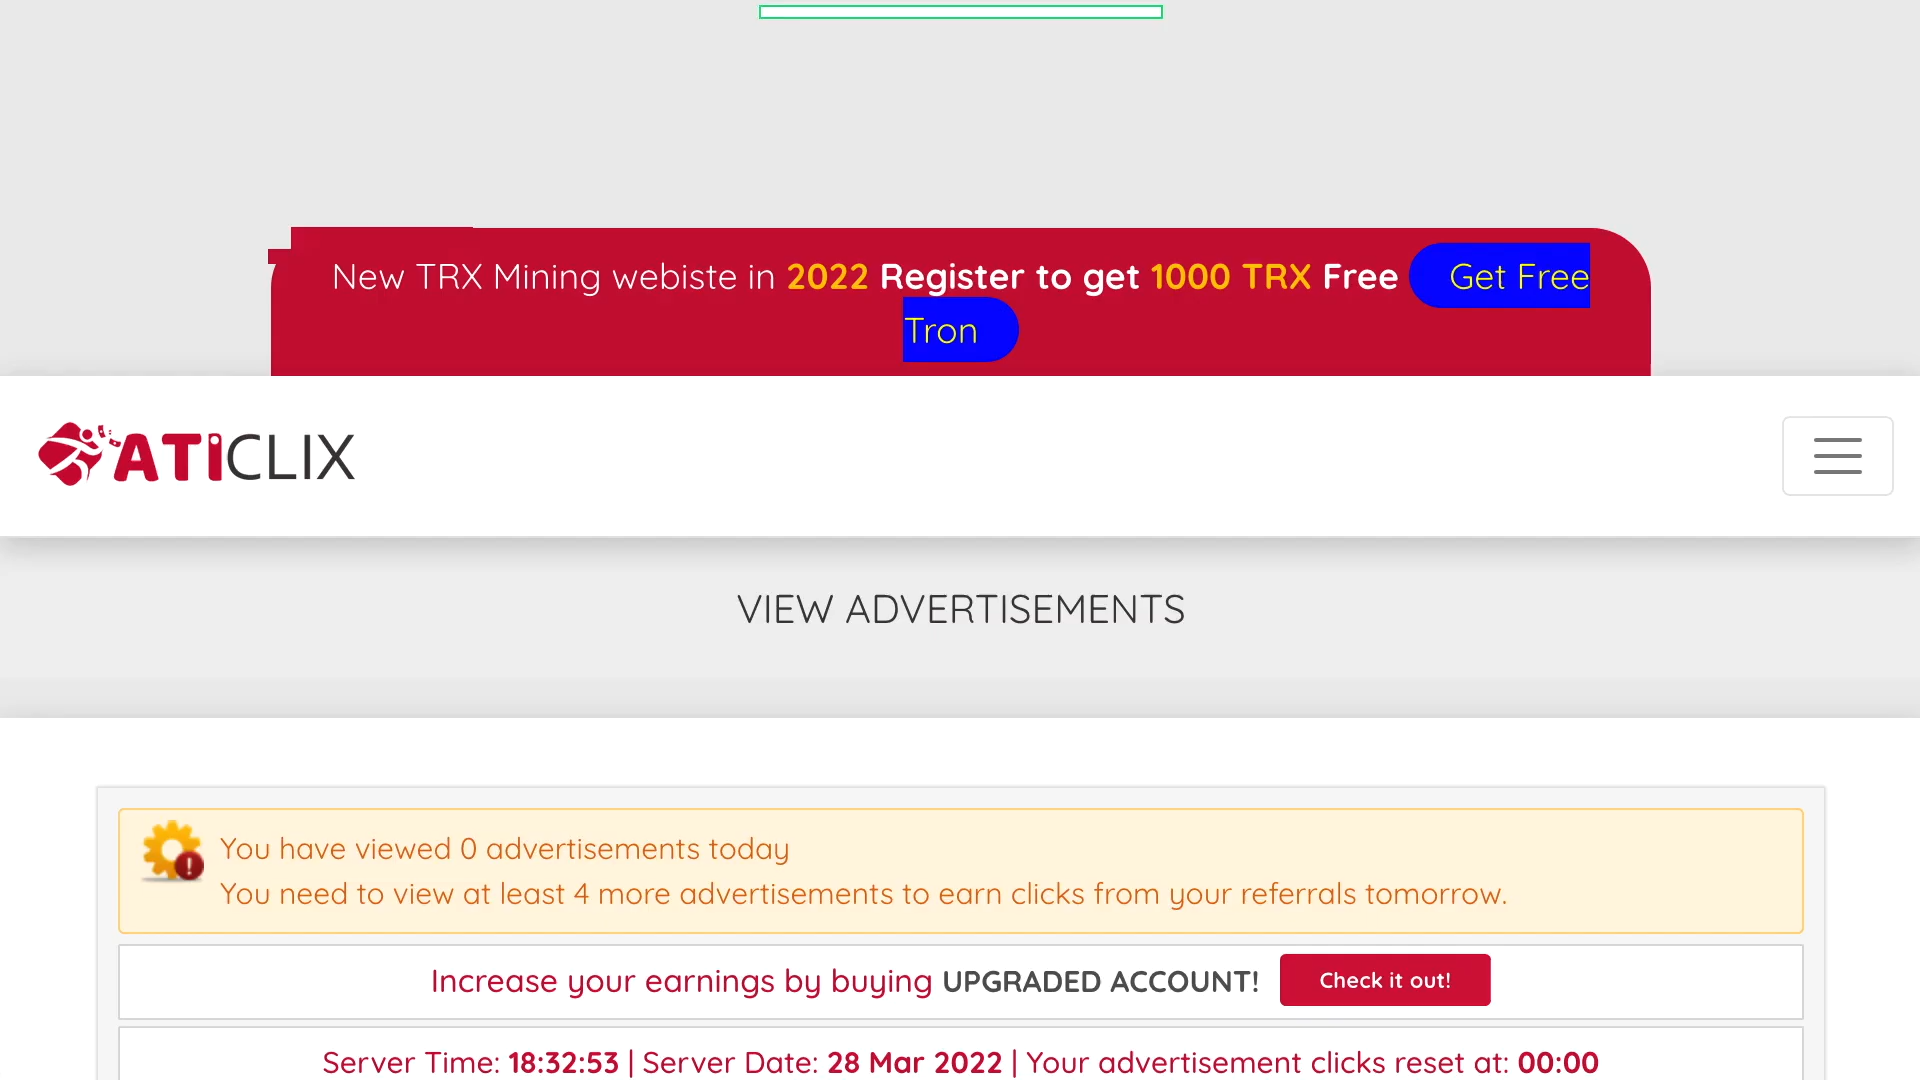 New TRX Mining webiste in 2022 Register to get 1000 TRX Free Get Free
Tron
ATICLIX
VIEW ADVERTISEMENTS
You have viewed 0 advertisements today
You need to view at least 4 more advertisements to earn clicks from your referrals tomorrow.
Increase your earnings by buying UPGRADED ACCOUNT! Check it out!
Server Time: 18:32:53 | Server Date: 28 Mar 2022 | Your advertisement clicks reset at: 00:00